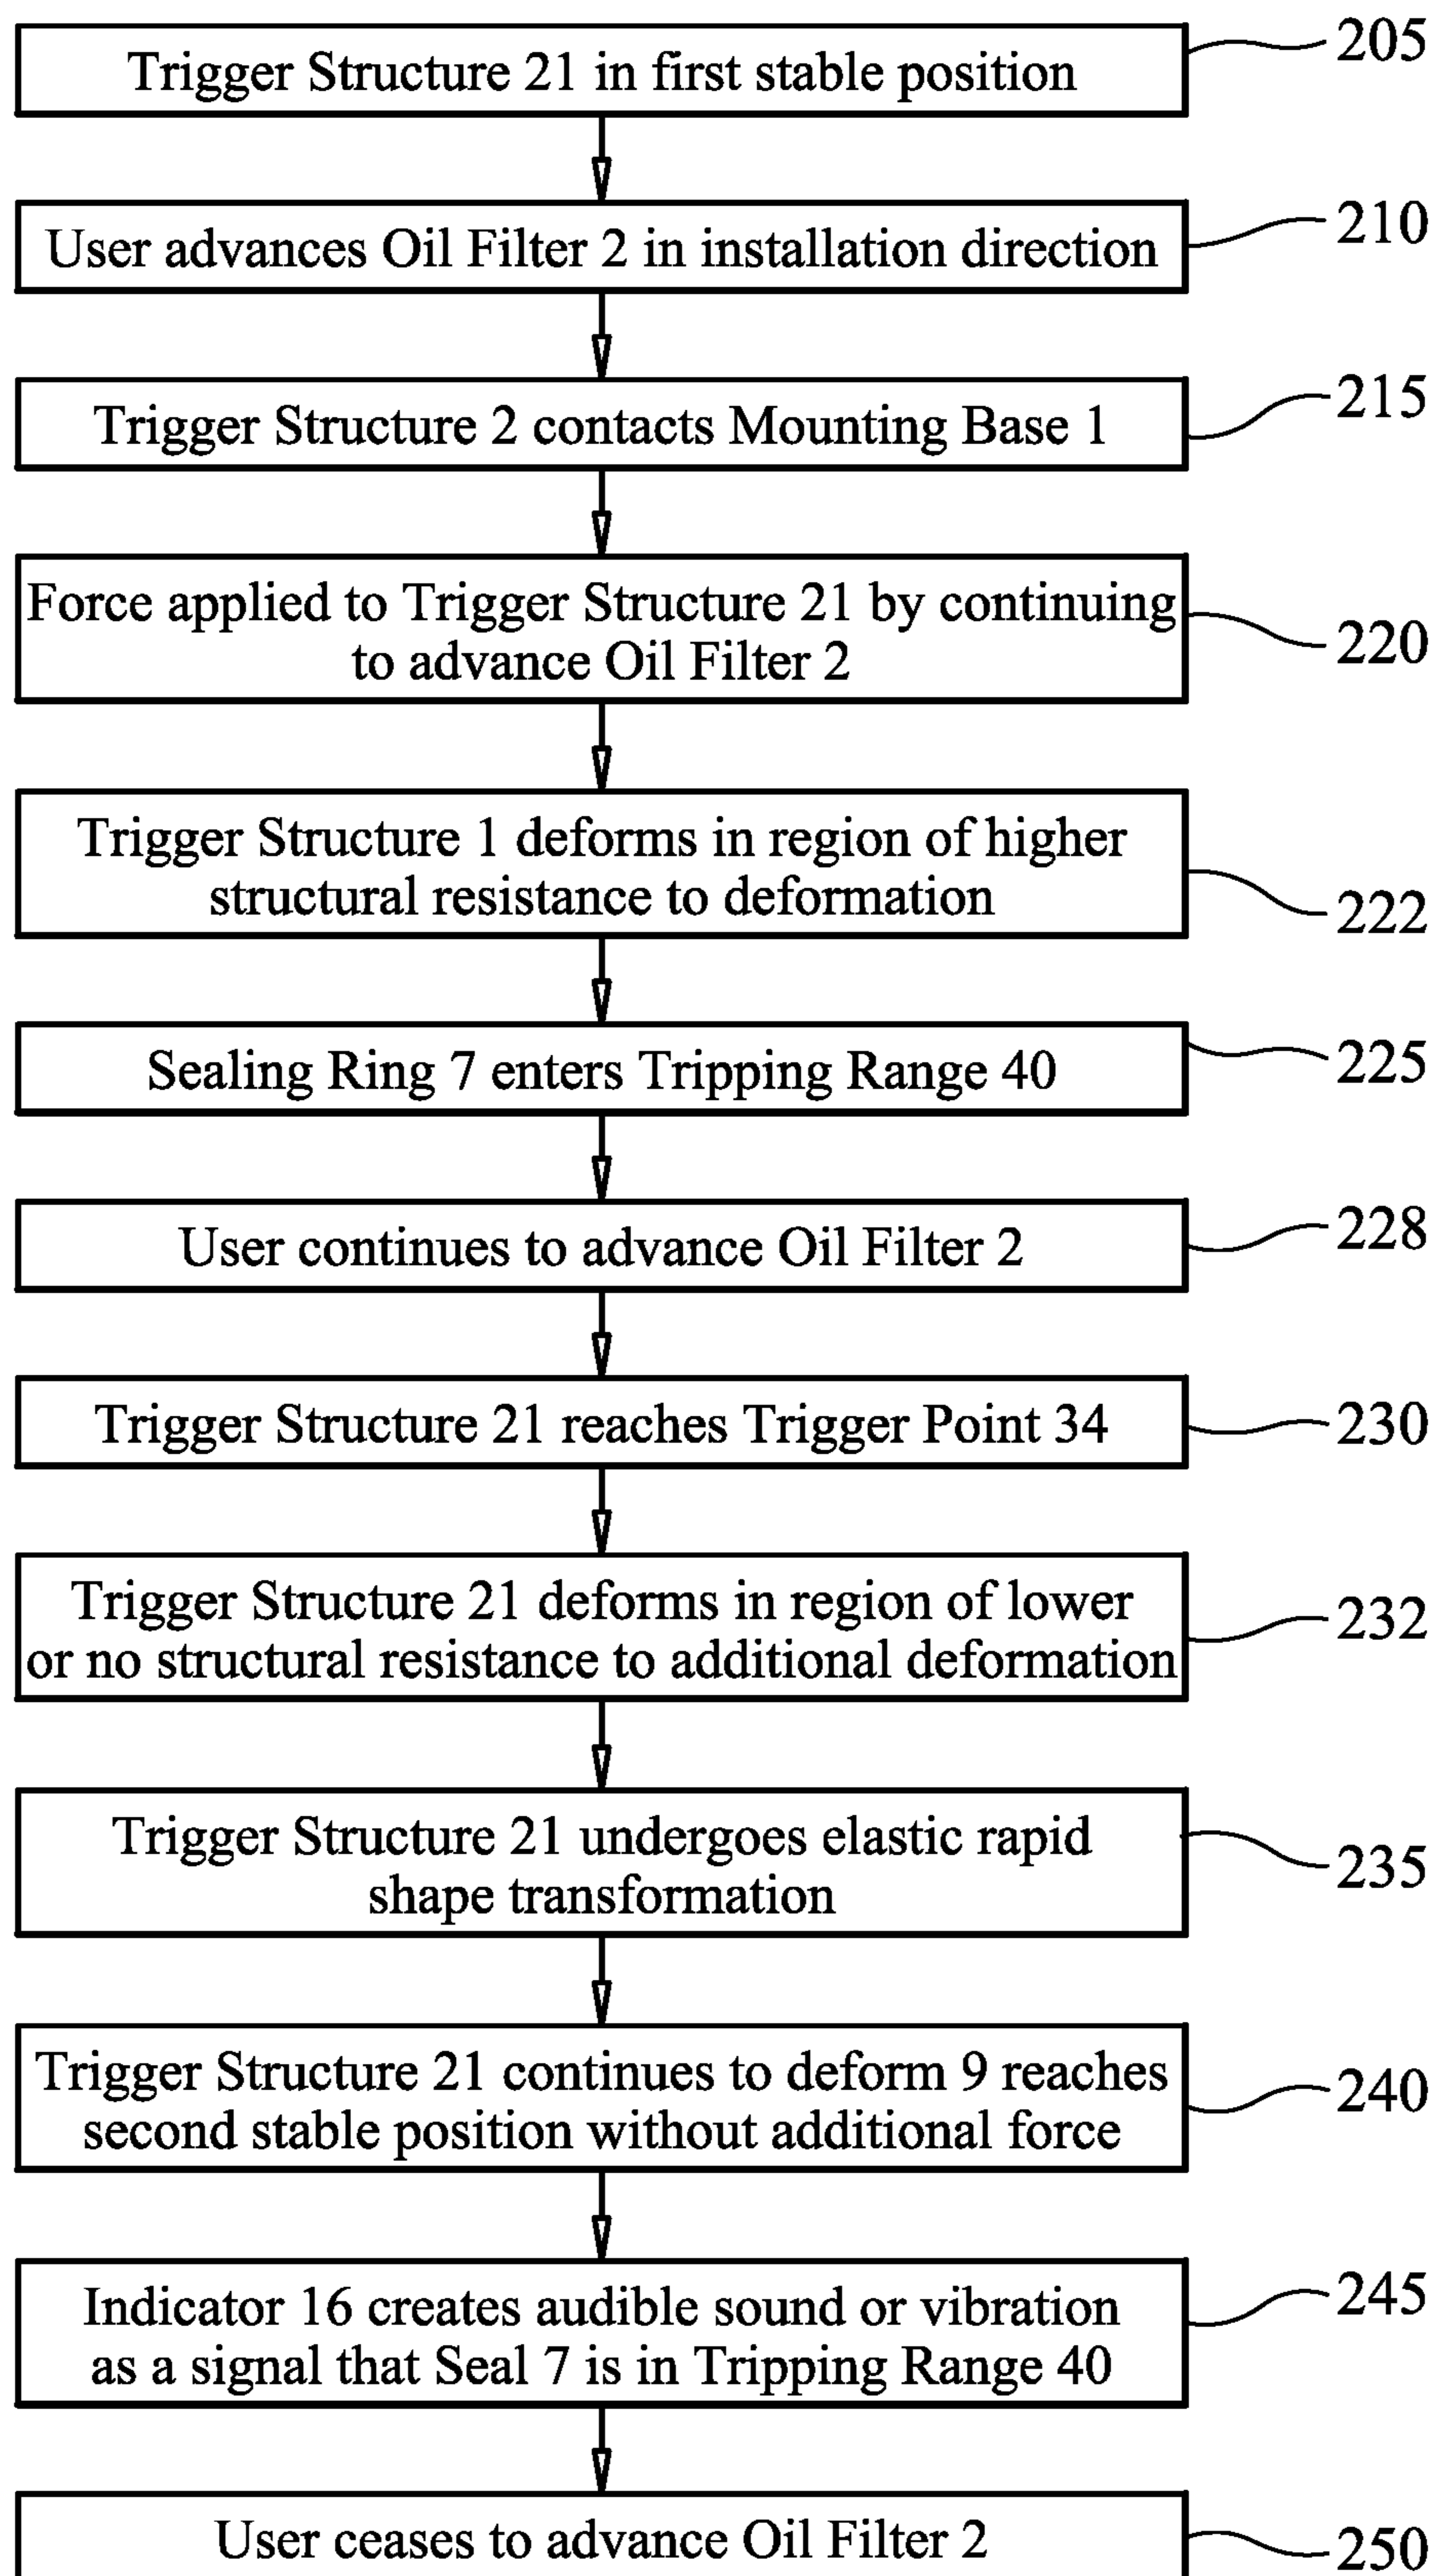 Trigger Structure 21 in first stable position
205
User advances Oil Filter 2 in installation direction
210
Trigger Structure 2 contacts Mounting Base 1
215
Force applied to Trigger Structure 21 by continuing
to advance Oil Filter 2
220
Trigger Structure 1 deforms in region of higher
structural resistance to deformation
222
Sealing Ring 7 enters Tripping Range 40
225
User continues to advance Oil Filter 2
228
Trigger Structure 21 reaches Trigger Point 34
230
Trigger Structure 21 deforms in region of lower
or no structural resistance to additional deformation
232
Trigger Structure 21 undergoes elastic rapid
shape transformation
235
Trigger Structure 21 continues to deform 9 reaches
second stable position without additional force
240
Indicator 16 creates audible sound or vibration
as a signal that Seal 7 is in Tripping Range 40
245
User ceases to advance Oil Filter 2
250